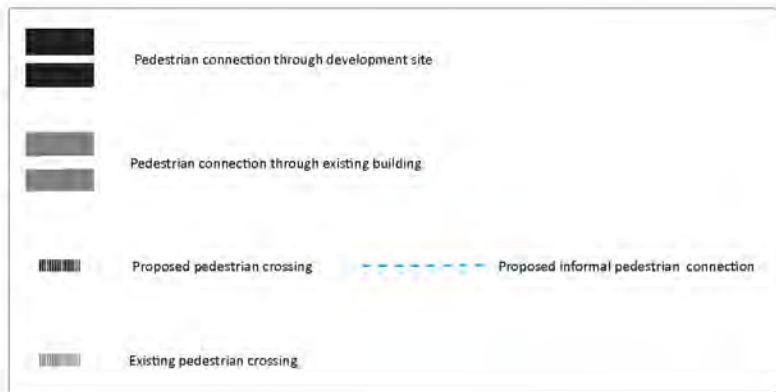 Pedestrian connection through development site
Pedestrian connection through existing building
Proposed pedestrian crossing
Proposed informal pedestrian connection
Existing pedestrian crossing